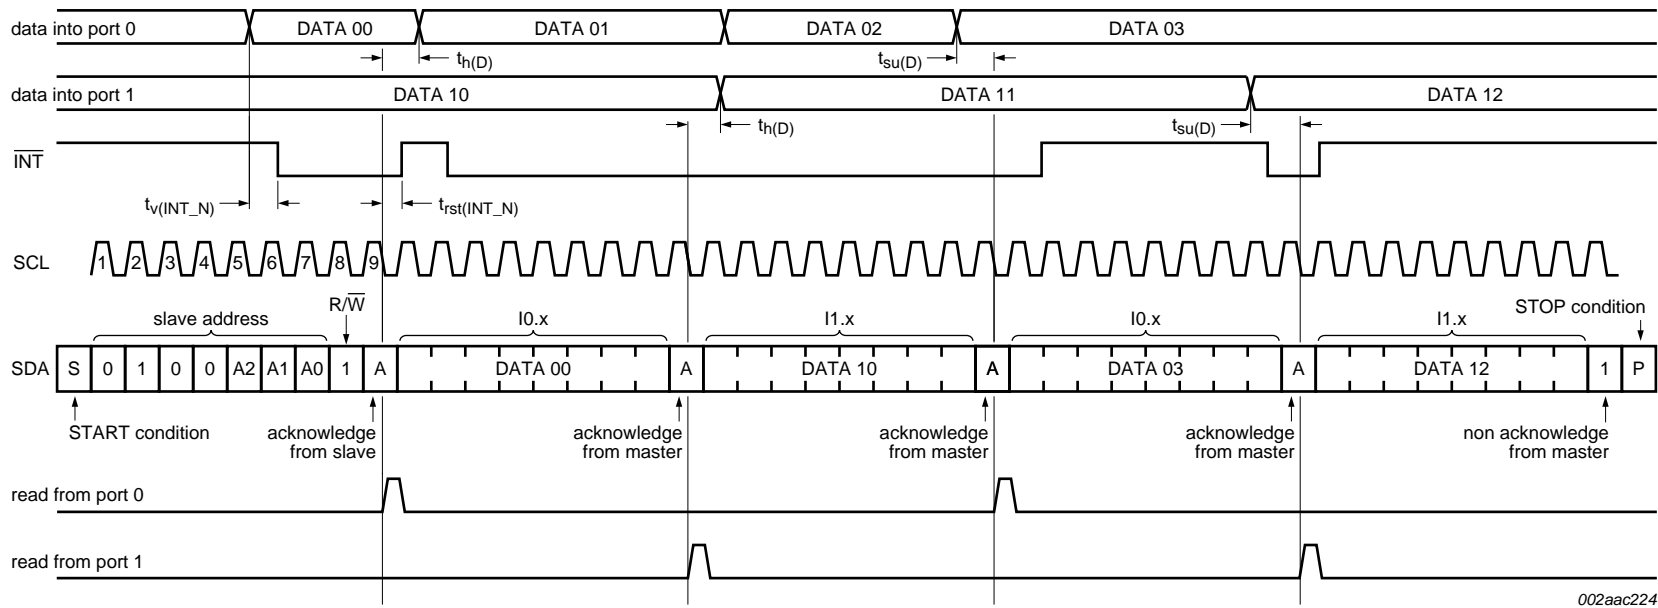 data into port 0 DATA 00 DATA 01 DATA 02 DATA 03
th(D) tsu(D)
data into port 1 DATA 10 DATA 11 DATA 12
th(D) tsu(D)
INT
tv(INT_N) trst(INT_N)
SCL 1 2 3 4 5 6 7 8 9
R/W STOP condition
slave address I0.x I1.x I0.x I1.x
SDA S 0 1 0 0 A2 A1 A0 1 A DATA 00 A DATA 10 A DATA 03 A DATA 12 1 P
START condition acknowledge acknowledge acknowledge acknowledge non acknowledge
from slave from master from master from master from master
read from port 0
read from port 1
002aac224